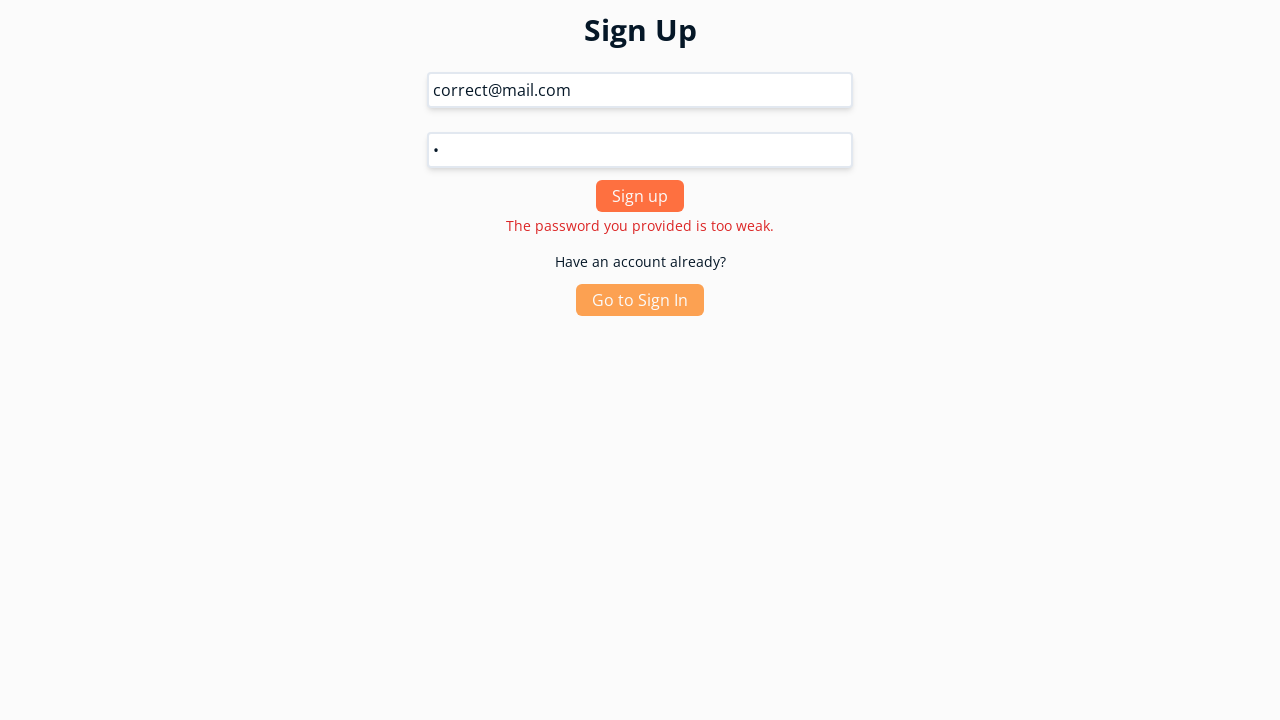 Sign Up
correct@mail.com
•
Sign up
The password you provided is too weak.
Have an account already?
Go to Sign In